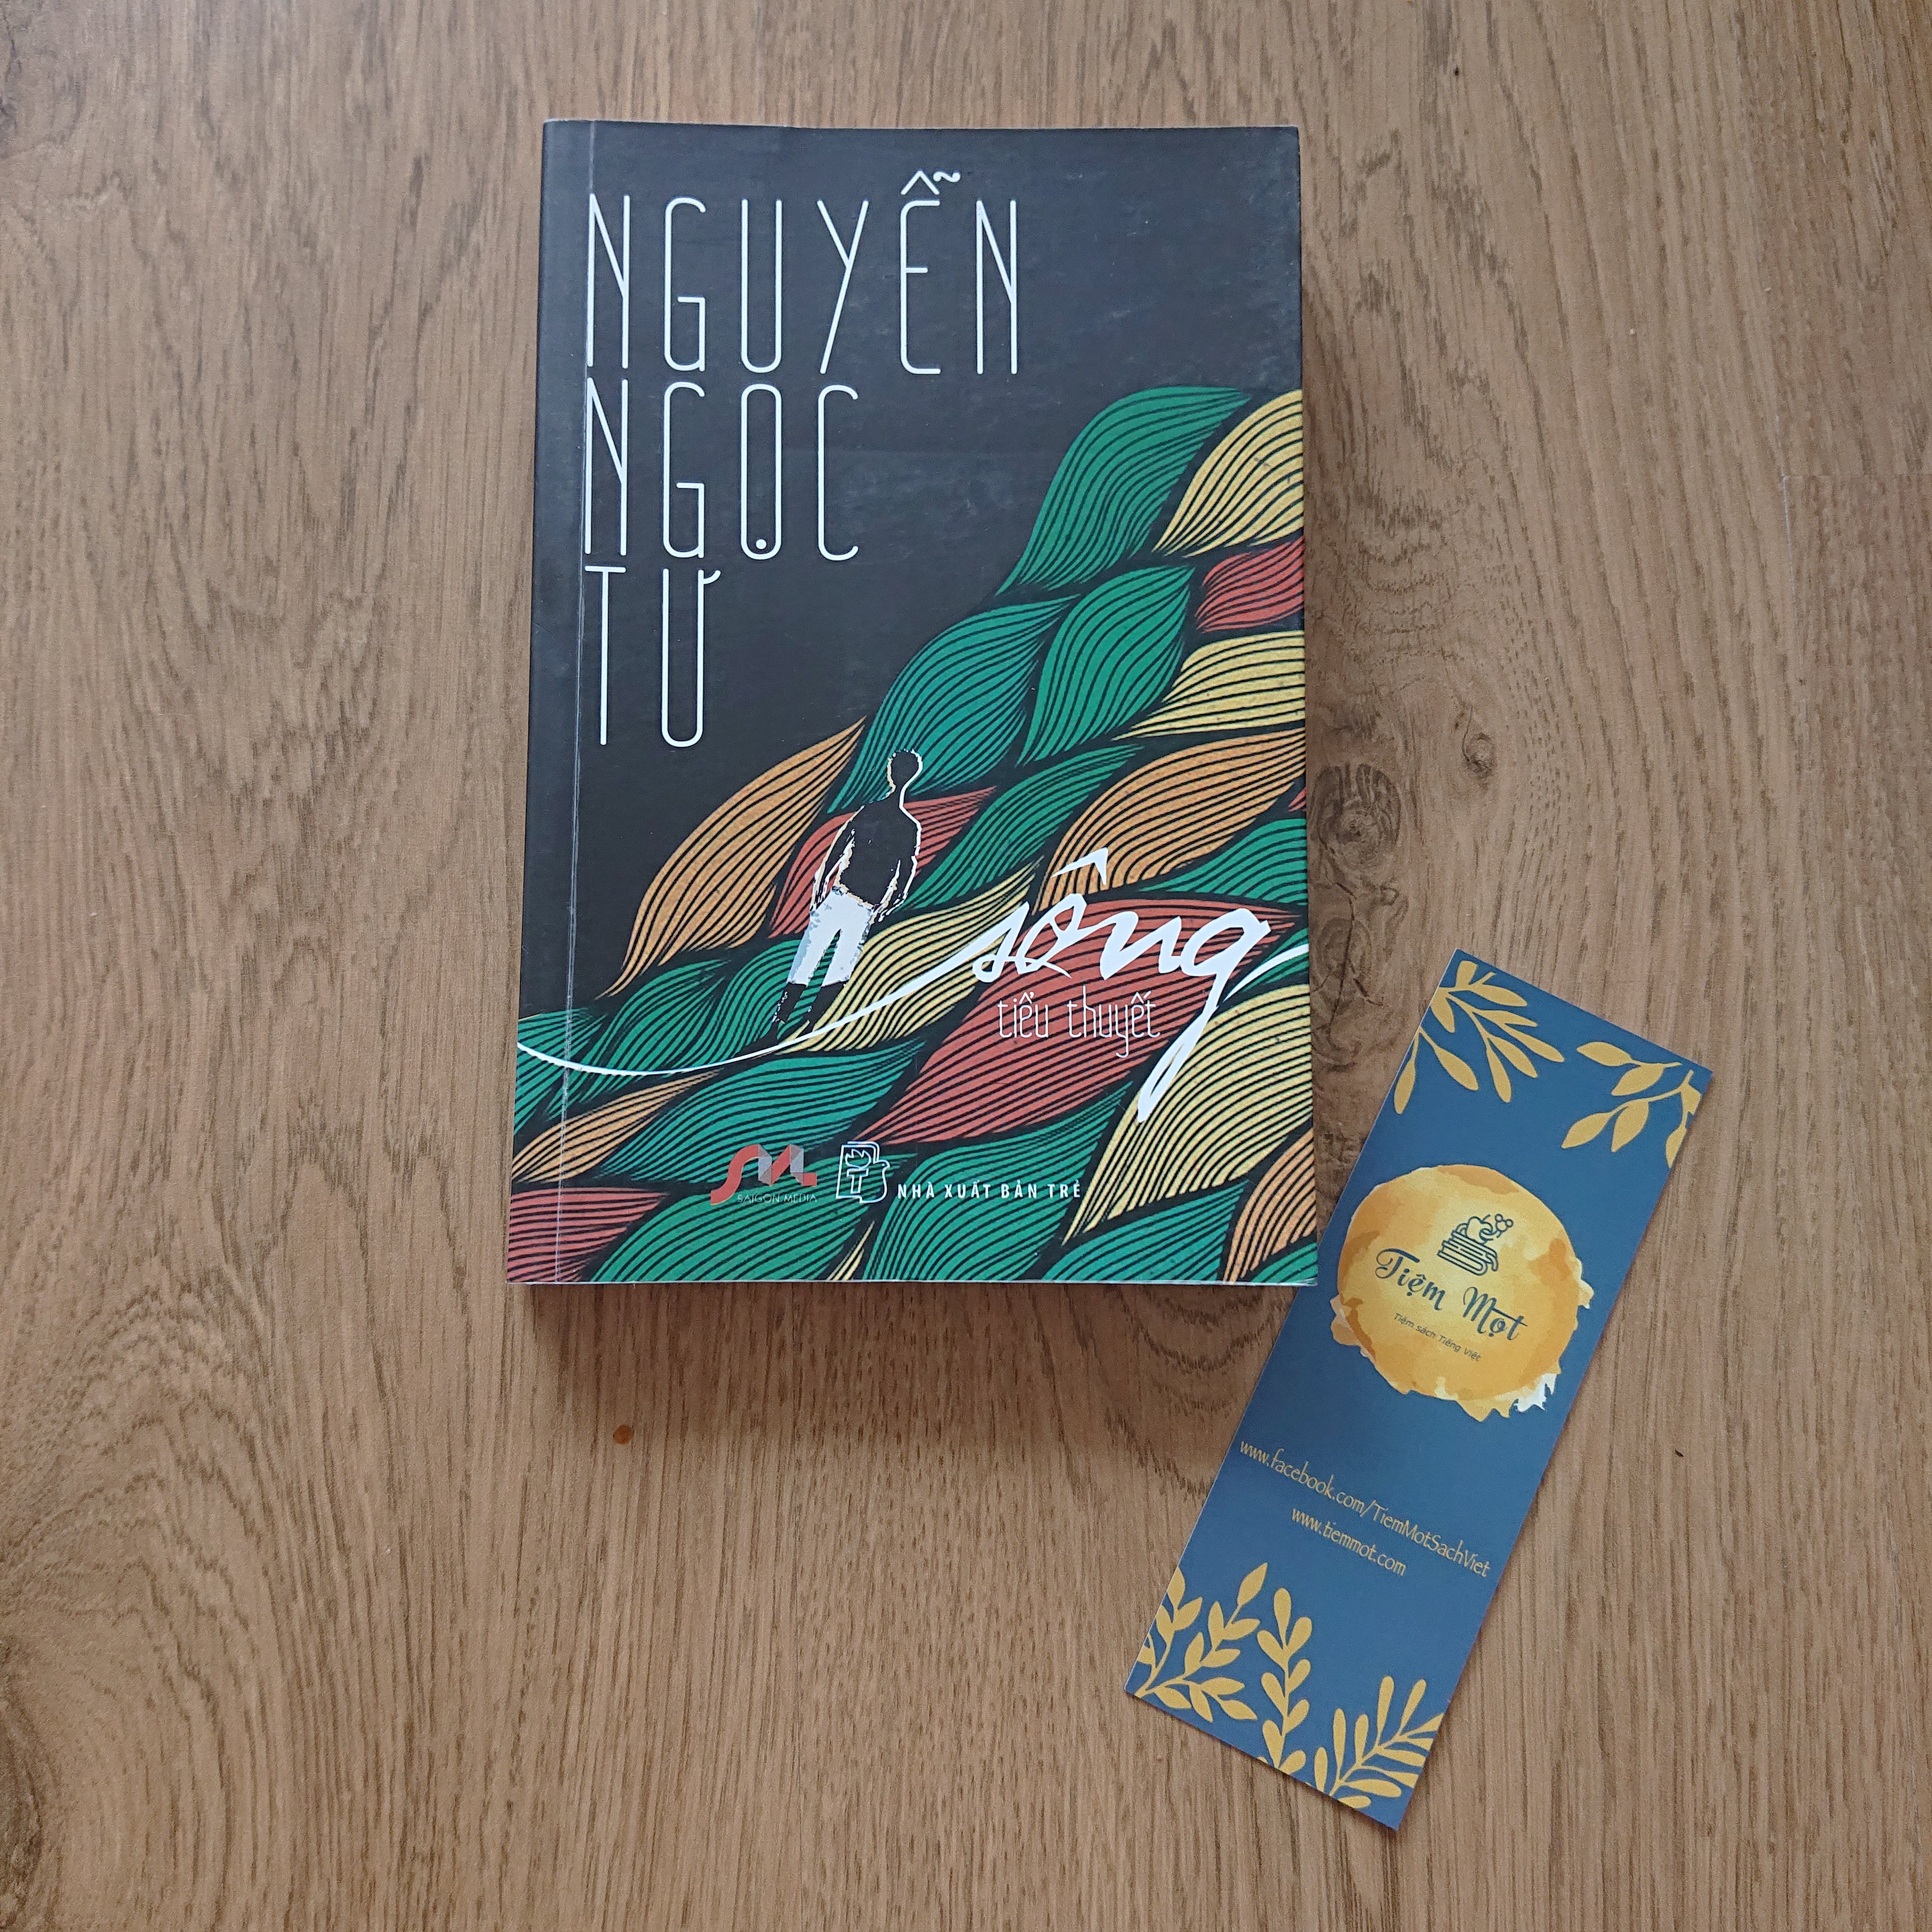 NGUYỄN
NGỌC
TƯ
sông
tiểu thuyết
SAIGON MEDIA
NHÀ XUẤT BẢN TRẺ
Tiệm Mọt
Tiệm sách Tiếng Việt
www.facebook.com/TiemMotSachViet
www.tiemmot.com